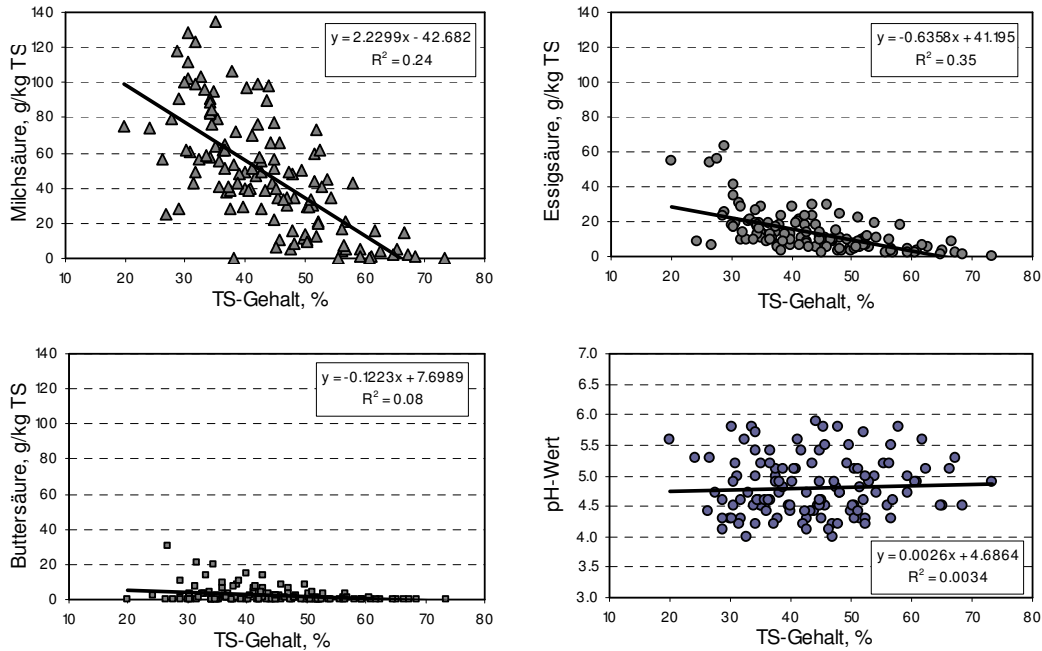 140
120
100
80
60
40
20
0
Milchsäure, g/kg TS
y = 2.2299x - 42.682
R² = 0.24
10 20 30 40 50 60 70 80
TS-Gehalt, %
140
120
100
80
60
40
20
0
Essigsäure, g/kg TS
y = -0.6358x + 41.195
R² = 0.35
10 20 30 40 50 60 70 80
TS-Gehalt, %
140
120
100
80
60
40
20
0
Buttersäure, g/kg TS
y = -0.1223x + 7.6989
R² = 0.08
10 20 30 40 50 60 70 80
TS-Gehalt, %
7.0
6.5
6.0
5.5
5.0
4.5
4.0
3.5
3.0
pH-Wert
y = 0.0026x + 4.6864
R² = 0.0034
10 20 30 40 50 60 70 80
TS-Gehalt, %